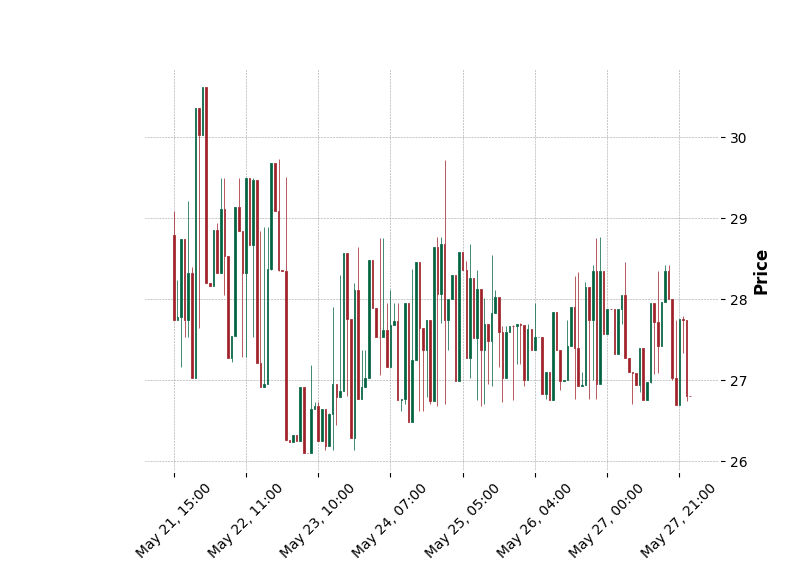 30
29
28
27
26
Price
May 21, 15:00
May 22, 11:00
May 23, 10:00
May 24, 07:00
May 25, 05:00
May 26, 04:00
May 27, 00:00
May 27, 21:00